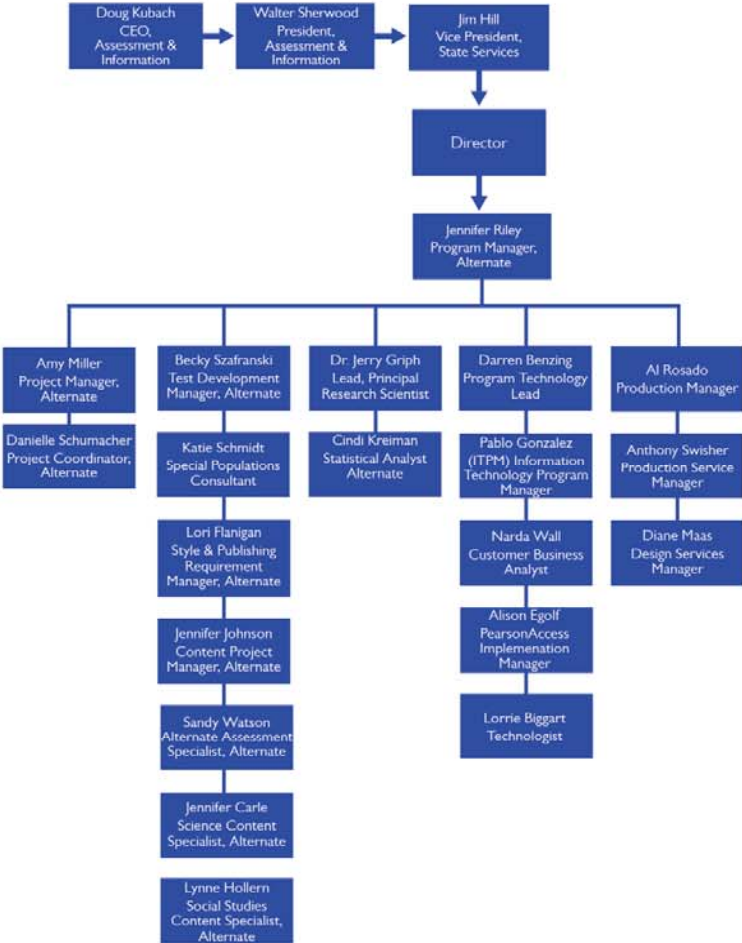 Doug Kubach
CEO,
Assessment &
Information
Walter Sherwood
President,
Assessment &
Information
Jim Hill
Vice President,
State Services
Director
Jennifer Riley
Program Manager,
Alternate
Amy Miller
Project Manager,
Alternate
Danielle Schumacher
Project Coordinator,
Alternate
Becky Szafranski
Test Development
Manager, Alternate
Katie Schmidt
Special Populations
Consultant
Lori Flanigan
Style & Publishing
Requirement
Manager, Alternate
Jennifer Johnson
Content Project
Manager, Alternate
Sandy Watson
Alternate Assessment
Specialist, Alternate
Jennifer Carle
Science Content
Specialist, Alternate
Lynne Hollern
Social Studies
Content Specialist,
Alternate
Dr. Jerry Griph
Lead, Principal
Research Scientist
Cindi Kreiman
Statistical Analyst
Alternate
Darren Benzing
Program Technology
Lead
Pablo Gonzalez
(ITPM) Information
Technology Program
Manager
Narda Wall
Customer Business
Analyst
Alison Egolf
PearsonAccess
Implemenation
Manager
Lorrie Biggart
Technologist
Al Rosado
Production Manager
Anthony Swisher
Production Service
Manager
Diane Maas
Design Services
Manager